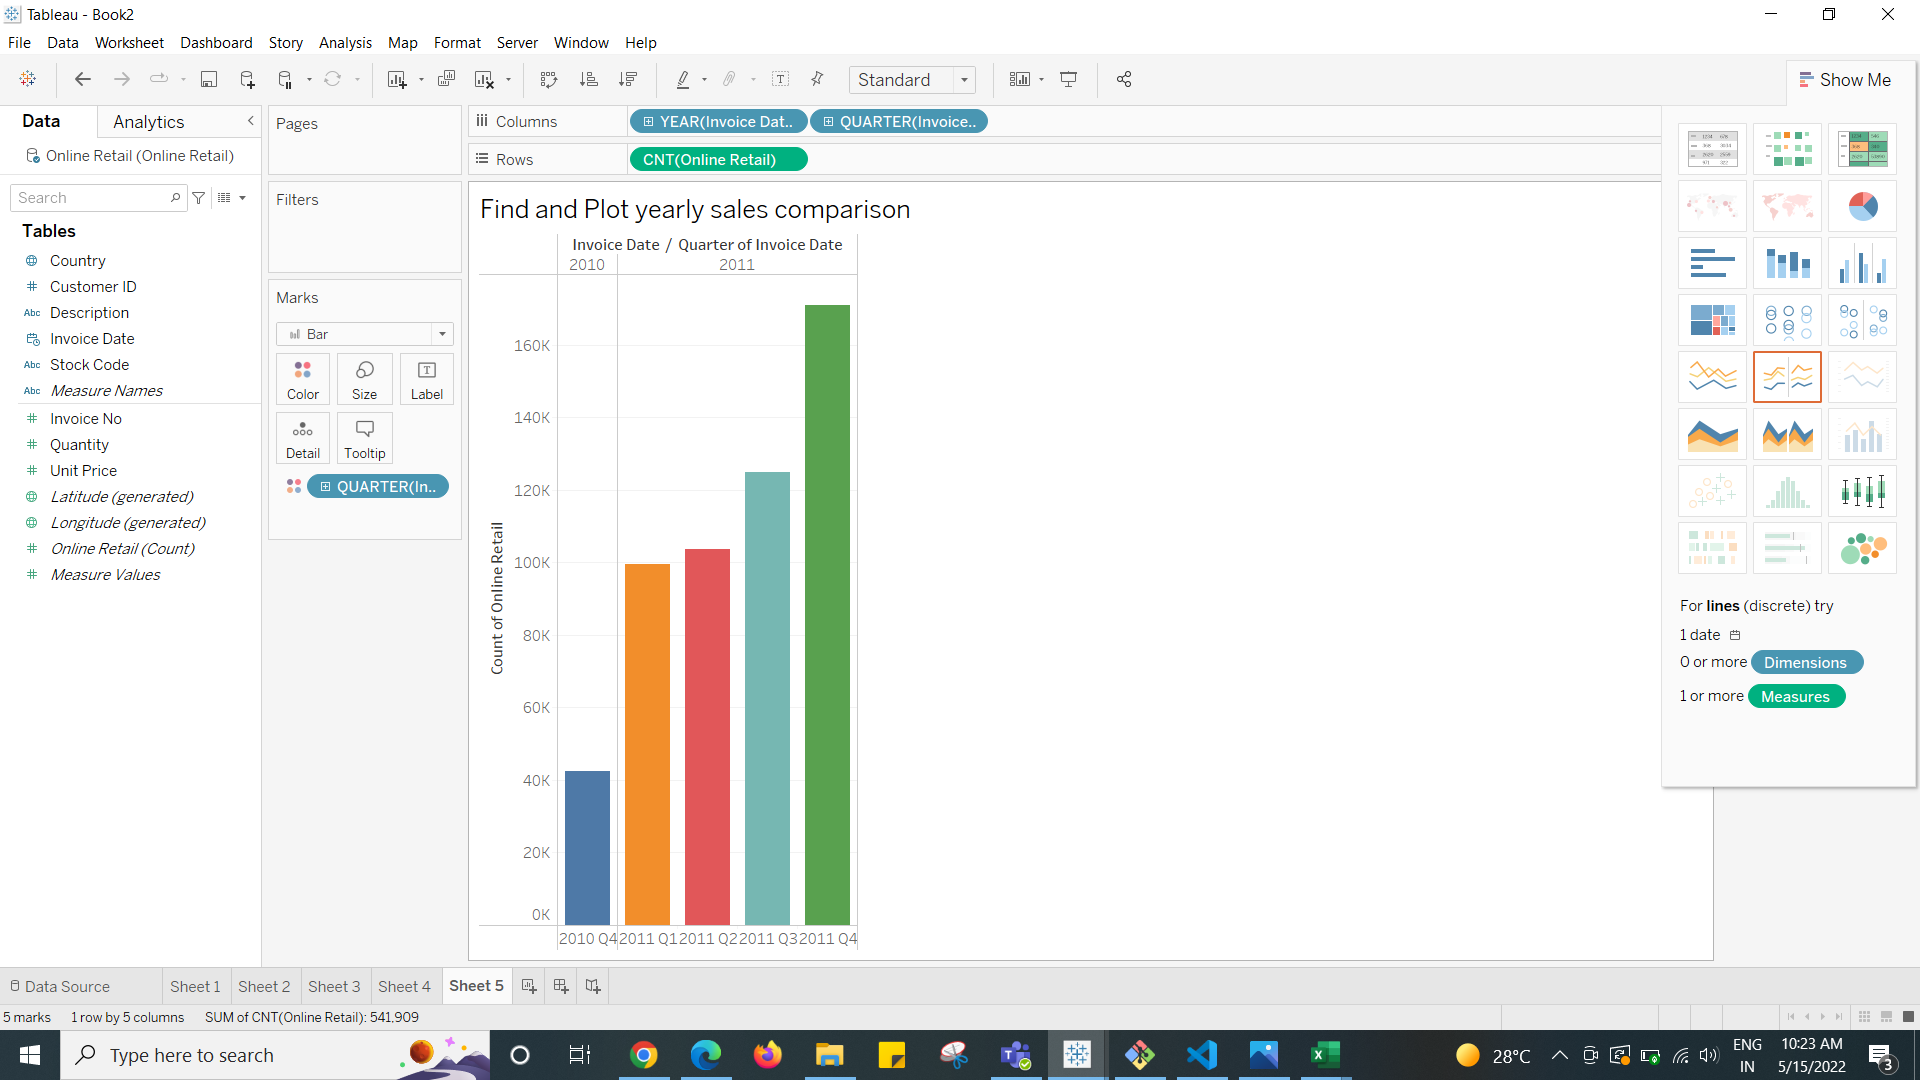 Tableau - Book2
File Data Worksheet Dashboard Story Analysis Map Format Server Window Help
Standard
Show Me
Data Analytics
Online Retail (Online Retail)
Search
Tables
Country
Customer ID
Abc Description
Invoice Date
Abc Stock Code
Abc Measure Names
Invoice No
Quantity
Unit Price
Latitude (generated)
Longitude (generated)
Online Retail (Count)
Measure Values
Pages
Filters
Marks
Bar
Color Size Label
Detail Tooltip
QUARTER(In..
Columns YEAR(Invoice Dat.. QUARTER(Invoice..
Rows CNT(Online Retail)
Find and Plot yearly sales comparison
Invoice Date / Quarter of Invoice Date
2010 2011
Count of Online Retail
160K
140K
120K
100K
80K
60K
40K
20K
0K
2010 Q4 2011 Q1 2011 Q2 2011 Q3 2011 Q4
For lines (discrete) try
1 date
0 or more Dimensions
1 or more Measures
Data Source Sheet 1 Sheet 2 Sheet 3 Sheet 4 Sheet 5
5 marks 1 row by 5 columns SUM of CNT(Online Retail): 541,909
Type here to search
28°C
ENG
IN
10:23 AM
5/15/2022
3